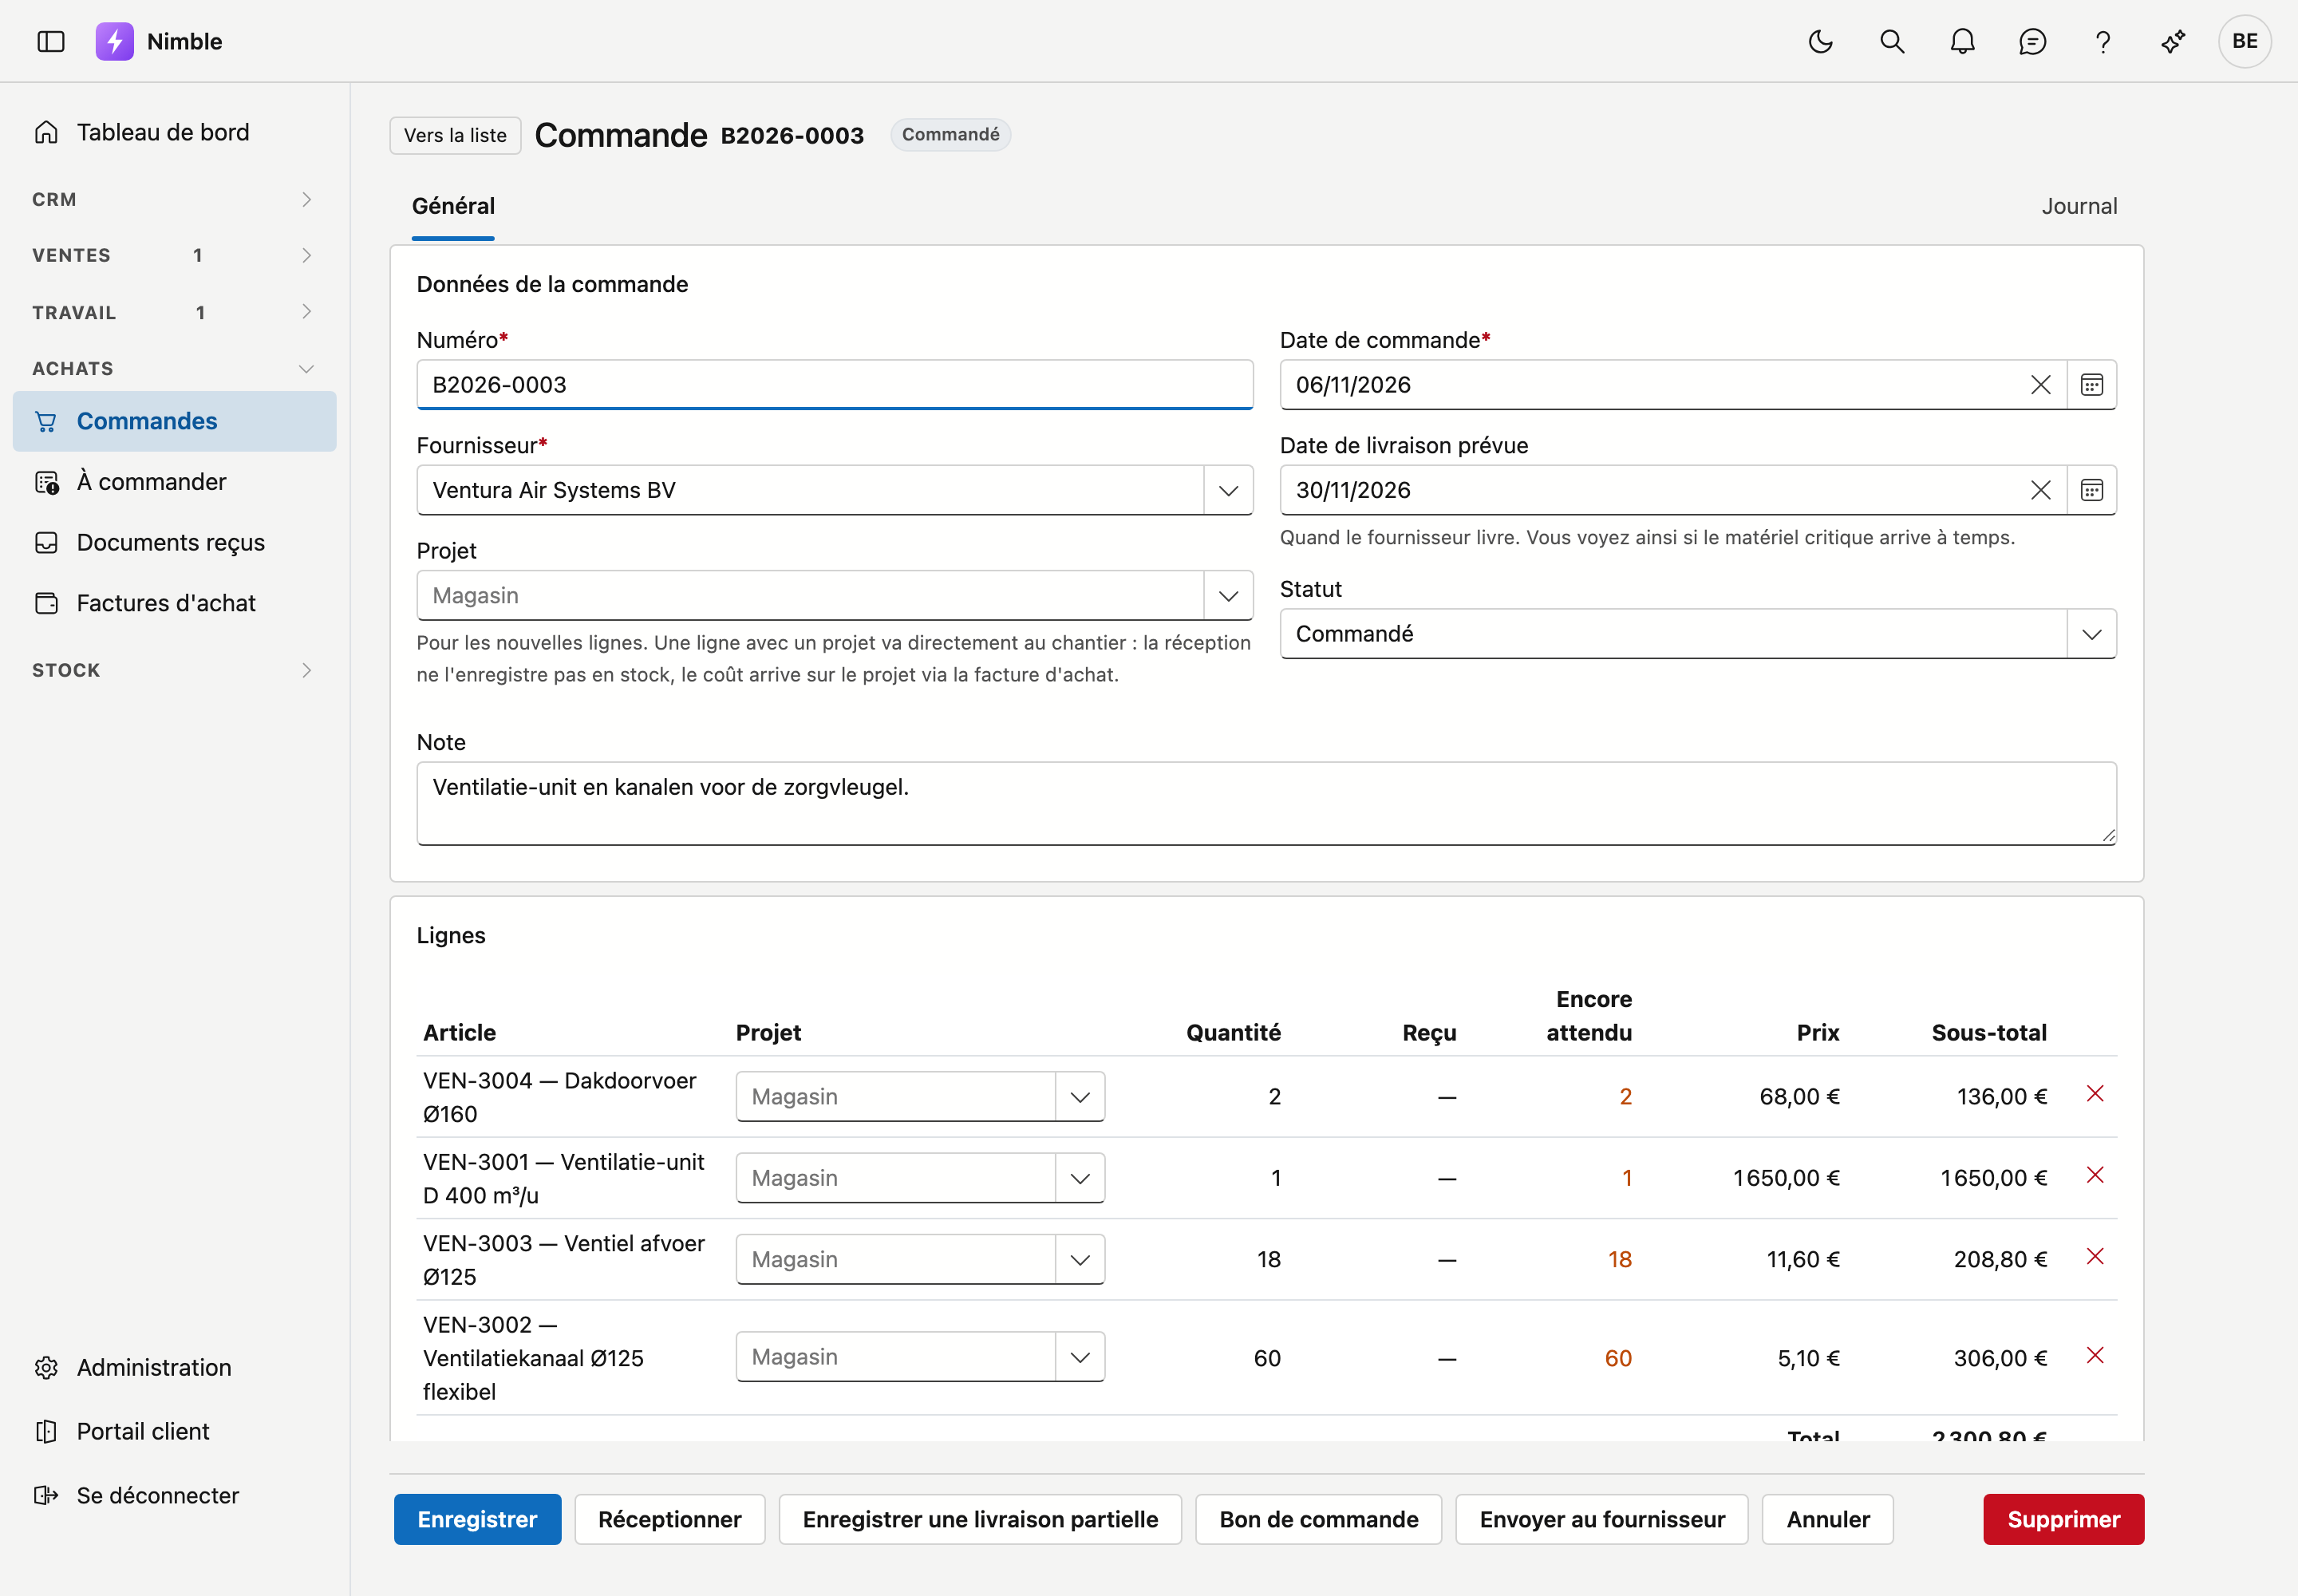 Nimble
BE
Tableau de bord
CRM
VENTES 1
TRAVAIL 1
ACHATS
Commandes
À commander
Documents reçus
Factures d'achat
STOCK
Administration
Portail client
Se déconnecter
Vers la liste Commande B2026-0003 Commandé
Général Journal
Données de la commande
Numéro*
B2026-0003
Date de commande*
06/11/2026
Fournisseur*
Ventura Air Systems BV
Date de livraison prévue
30/11/2026
Quand le fournisseur livre. Vous voyez ainsi si le matériel critique arrive à temps.
Projet
Magasin
Pour les nouvelles lignes. Une ligne avec un projet va directement au chantier : la réception
ne l'enregistre pas en stock, le coût arrive sur le projet via la facture d'achat.
Statut
Commandé
Note
Ventilatie-unit en kanalen voor de zorgvleugel.
Lignes
Encore
Article Projet Quantité Reçu attendu Prix Sous-total
VEN-3004 — Dakdoorvoer
Ø160
Magasin 2 — 2 68,00 € 136,00 €
VEN-3001 — Ventilatie-unit
D 400 m³/u
Magasin 1 — 1 1 650,00 € 1 650,00 €
VEN-3003 — Ventiel afvoer
Ø125
Magasin 18 — 18 11,60 € 208,80 €
VEN-3002 —
Ventilatiekanaal Ø125
flexibel
Magasin 60 — 60 5,10 € 306,00 €
Total 2 300,80 €
Enregistrer Réceptionner Enregistrer une livraison partielle Bon de commande Envoyer au fournisseur Annuler Supprimer